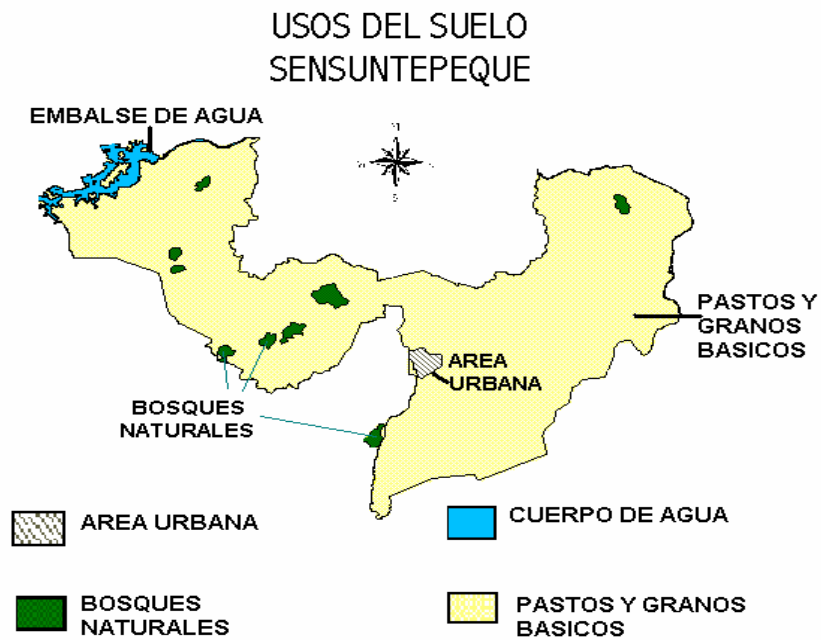 USOS DEL SUELO
SENSUNTEPEQUE
EMBALSE DE AGUA
S
PASTOS Y
GRANOS
BASICOS
AREA
URBANA
BOSQUES
NATURALES
AREA URBANA
CUERPO DE AGUA
BOSQUES
NATURALES
PASTOS Y GRANOS
BASICOS